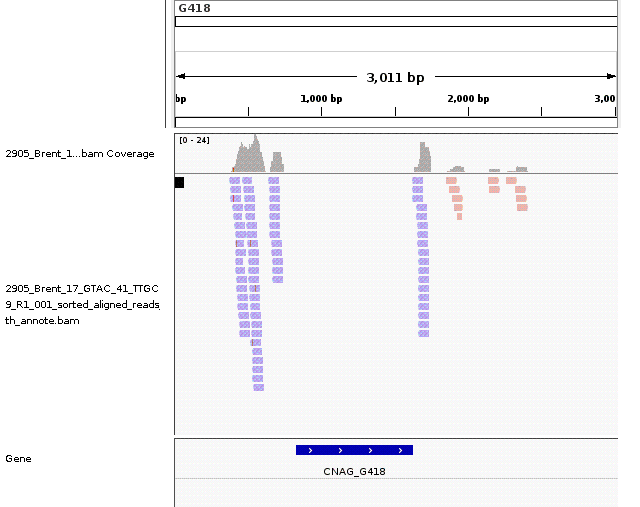 G418
3,011 bp
bp
1,000 bp
2,000 bp
3,00
[0 - 24]
2905_Brent_1...bam Coverage
2905_Brent_17_GTAC_41_TTGC
9_R1_001_sorted_aligned_reads_
th_annote.bam
Gene
CNAG_G418